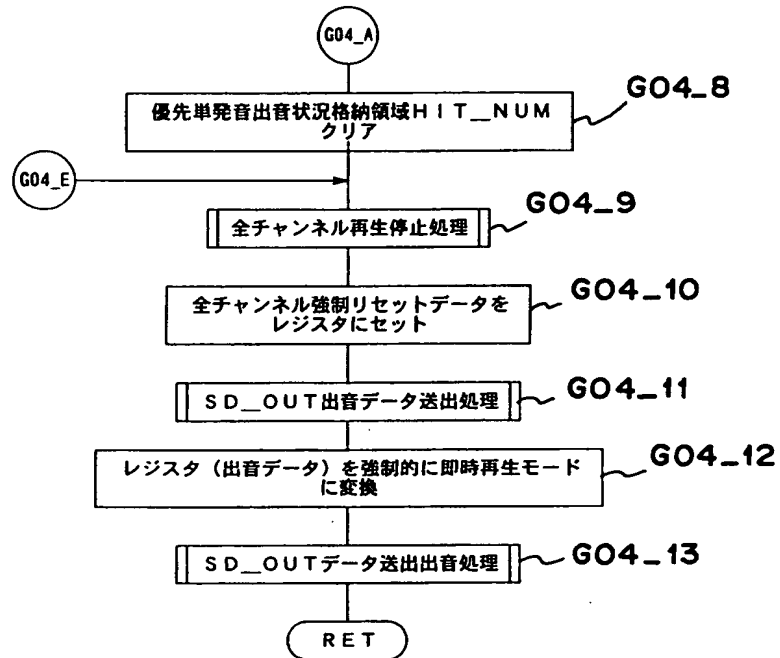 G04_A
優先単発音出音状況格納領域HIT__NUM
クリア
G04_8
G04_E
全チャンネル再生停止処理
G04_9
全チャンネル強制リセットデータを
レジスタにセット
G04_10
SD__OUT出音データ送出処理
G04_11
レジスタ(出音データ)を強制的に即時再生モード
に変換
G04_12
SD__OUTデータ送出出音処理
G04_13
RET